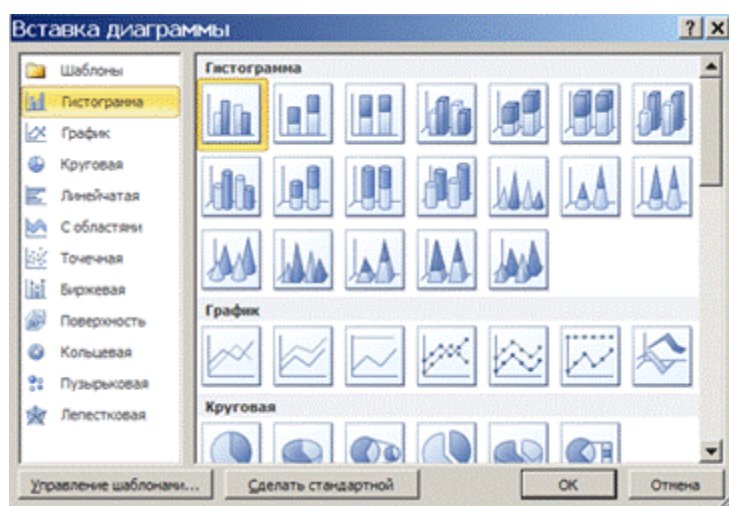 Вставка диаграммы
Шаблоны
Гистограмма
График
Круговая
Линейчатая
С областями
Точечная
Биржевая
Поверхность
Кольцевая
Пузырьковая
Лепестковая
Гистограмма
График
Круговая
Управление шаблонами...
Сделать стандартной
ОК
Отмена